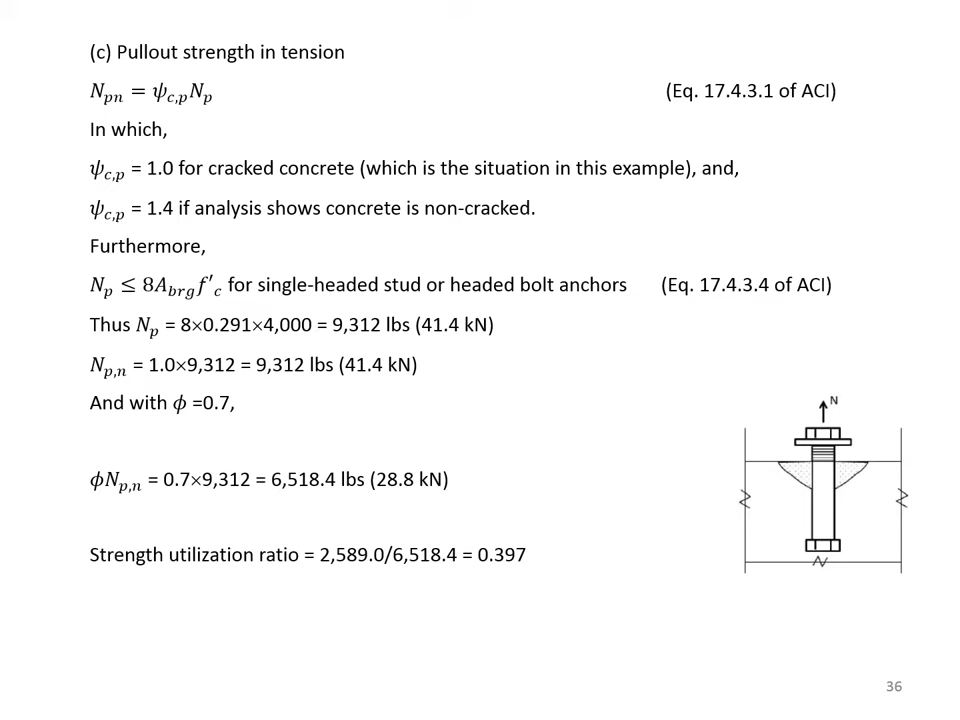 (c) Pullout strength in tension
N_pn = ψ_c,p N_p (Eq. 17.4.3.1 of ACI)
In which,
ψ_c,p = 1.0 for cracked concrete (which is the situation in this example), and,
ψ_c,p = 1.4 if analysis shows concrete is non-cracked.
Furthermore,
N_p ≤ 8A_brg f′_c for single-headed stud or headed bolt anchors (Eq. 17.4.3.4 of ACI)
Thus N_p = 8×0.291×4,000 = 9,312 lbs (41.4 kN)
N_p,n = 1.0×9,312 = 9,312 lbs (41.4 kN)
And with ϕ =0.7,
N
ϕN_p,n = 0.7×9,312 = 6,518.4 lbs (28.8 kN)
Strength utilization ratio = 2,589.0/6,518.4 = 0.397
36